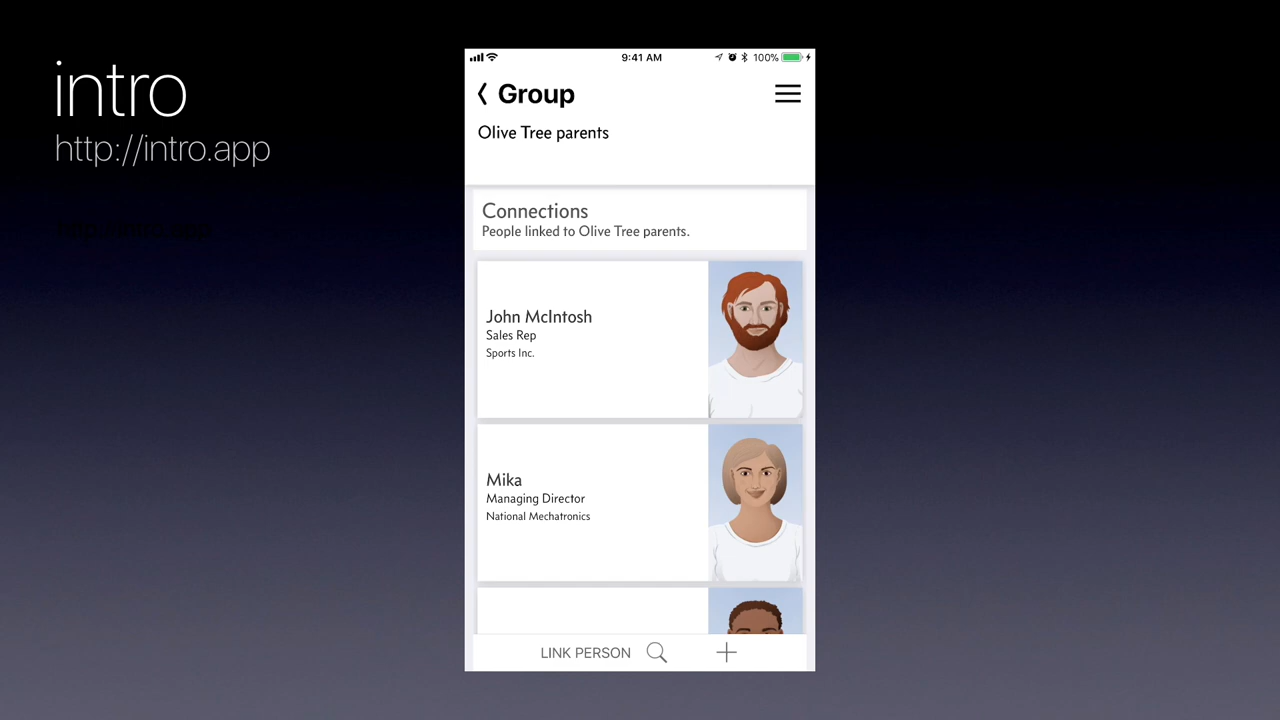 intro
http://intro.app
9:41 AM
100%
Group
Olive Tree parents
Connections
People linked to Olive Tree parents.
John McIntosh
Sales Rep
Sports Inc.
Mika
Managing Director
National Mechatronics
LINK PERSON